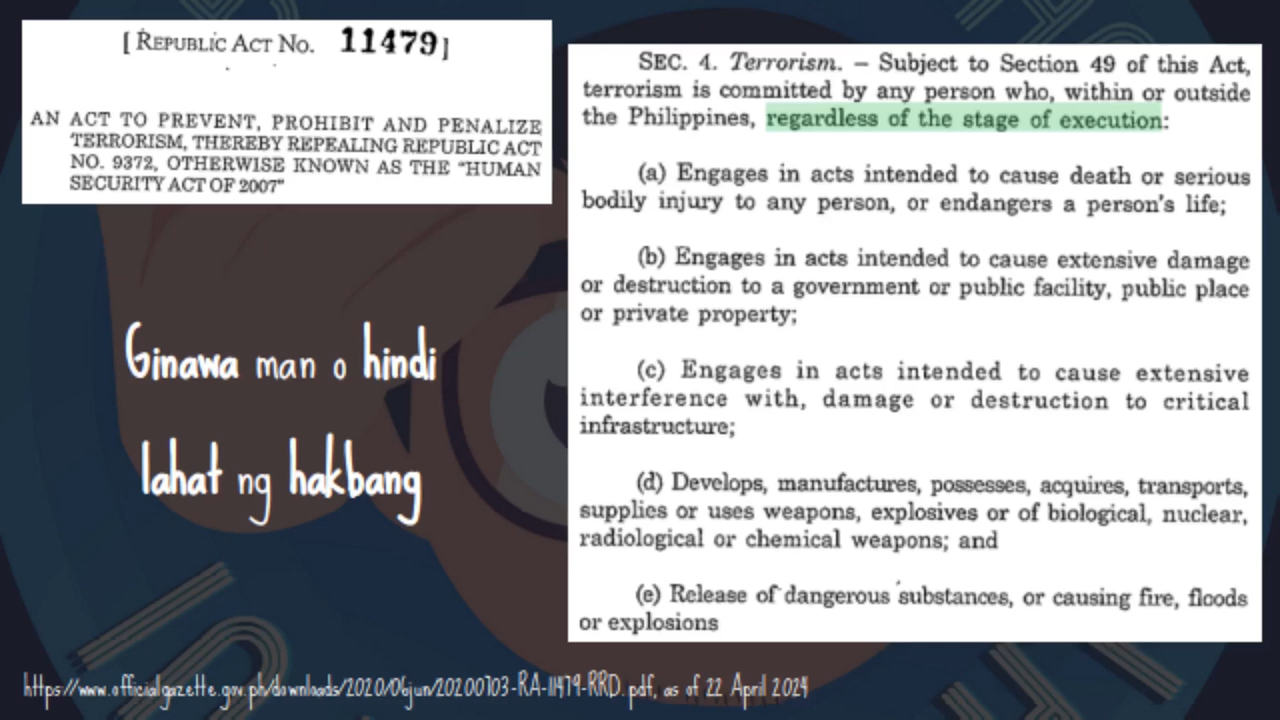 [ REPUBLIC ACT NO. 11479 ]
AN ACT TO PREVENT, PROHIBIT AND PENALIZE
TERRORISM, THEREBY REPEALING REPUBLIC ACT
NO. 9372, OTHERWISE KNOWN AS THE "HUMAN
SECURITY ACT OF 2007"
Ginawa man o hindi
lahat ng hakbang
SEC. 4. Terrorism. – Subject to Section 49 of this Act,
terrorism is committed by any person who, within or outside
the Philippines, regardless of the stage of execution:
(a) Engages in acts intended to cause death or serious
bodily injury to any person, or endangers a person's life;
(b) Engages in acts intended to cause extensive damage
or destruction to a government or public facility, public place
or private property;
(c) Engages in acts intended to cause extensive
interference with, damage or destruction to critical
infrastructure;
(d) Develops, manufactures, possesses, acquires, transports,
supplies or uses weapons, explosives or of biological, nuclear,
radiological or chemical weapons; and
(e) Release of dangerous substances, or causing fire, floods
or explosions
https://www.officialgazette.gov.ph/downloads/2020/06jun/20200703-RA-11479-RRD.pdf, as of 22 April 2024